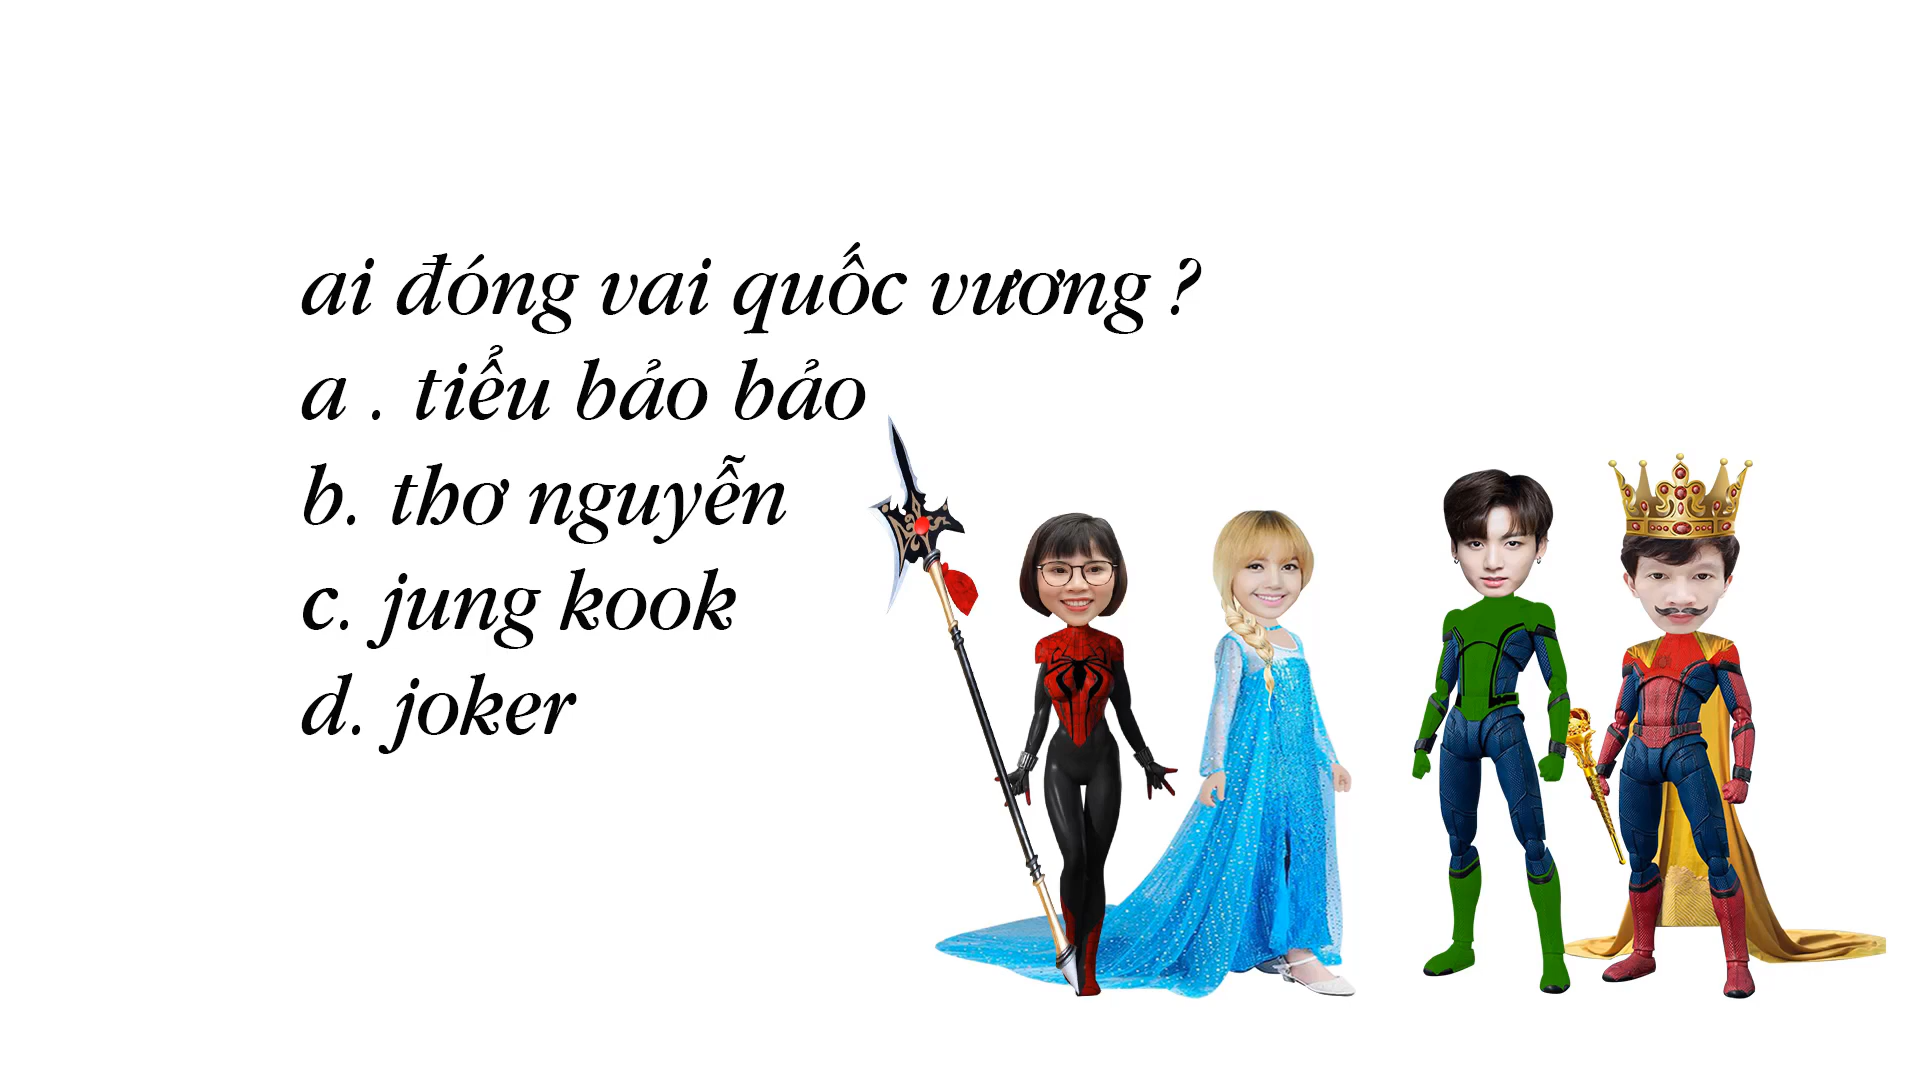 ai đóng vai quốc vương ?
a . tiểu bảo bảo
b. thơ nguyễn
c. jung kook
d. joker